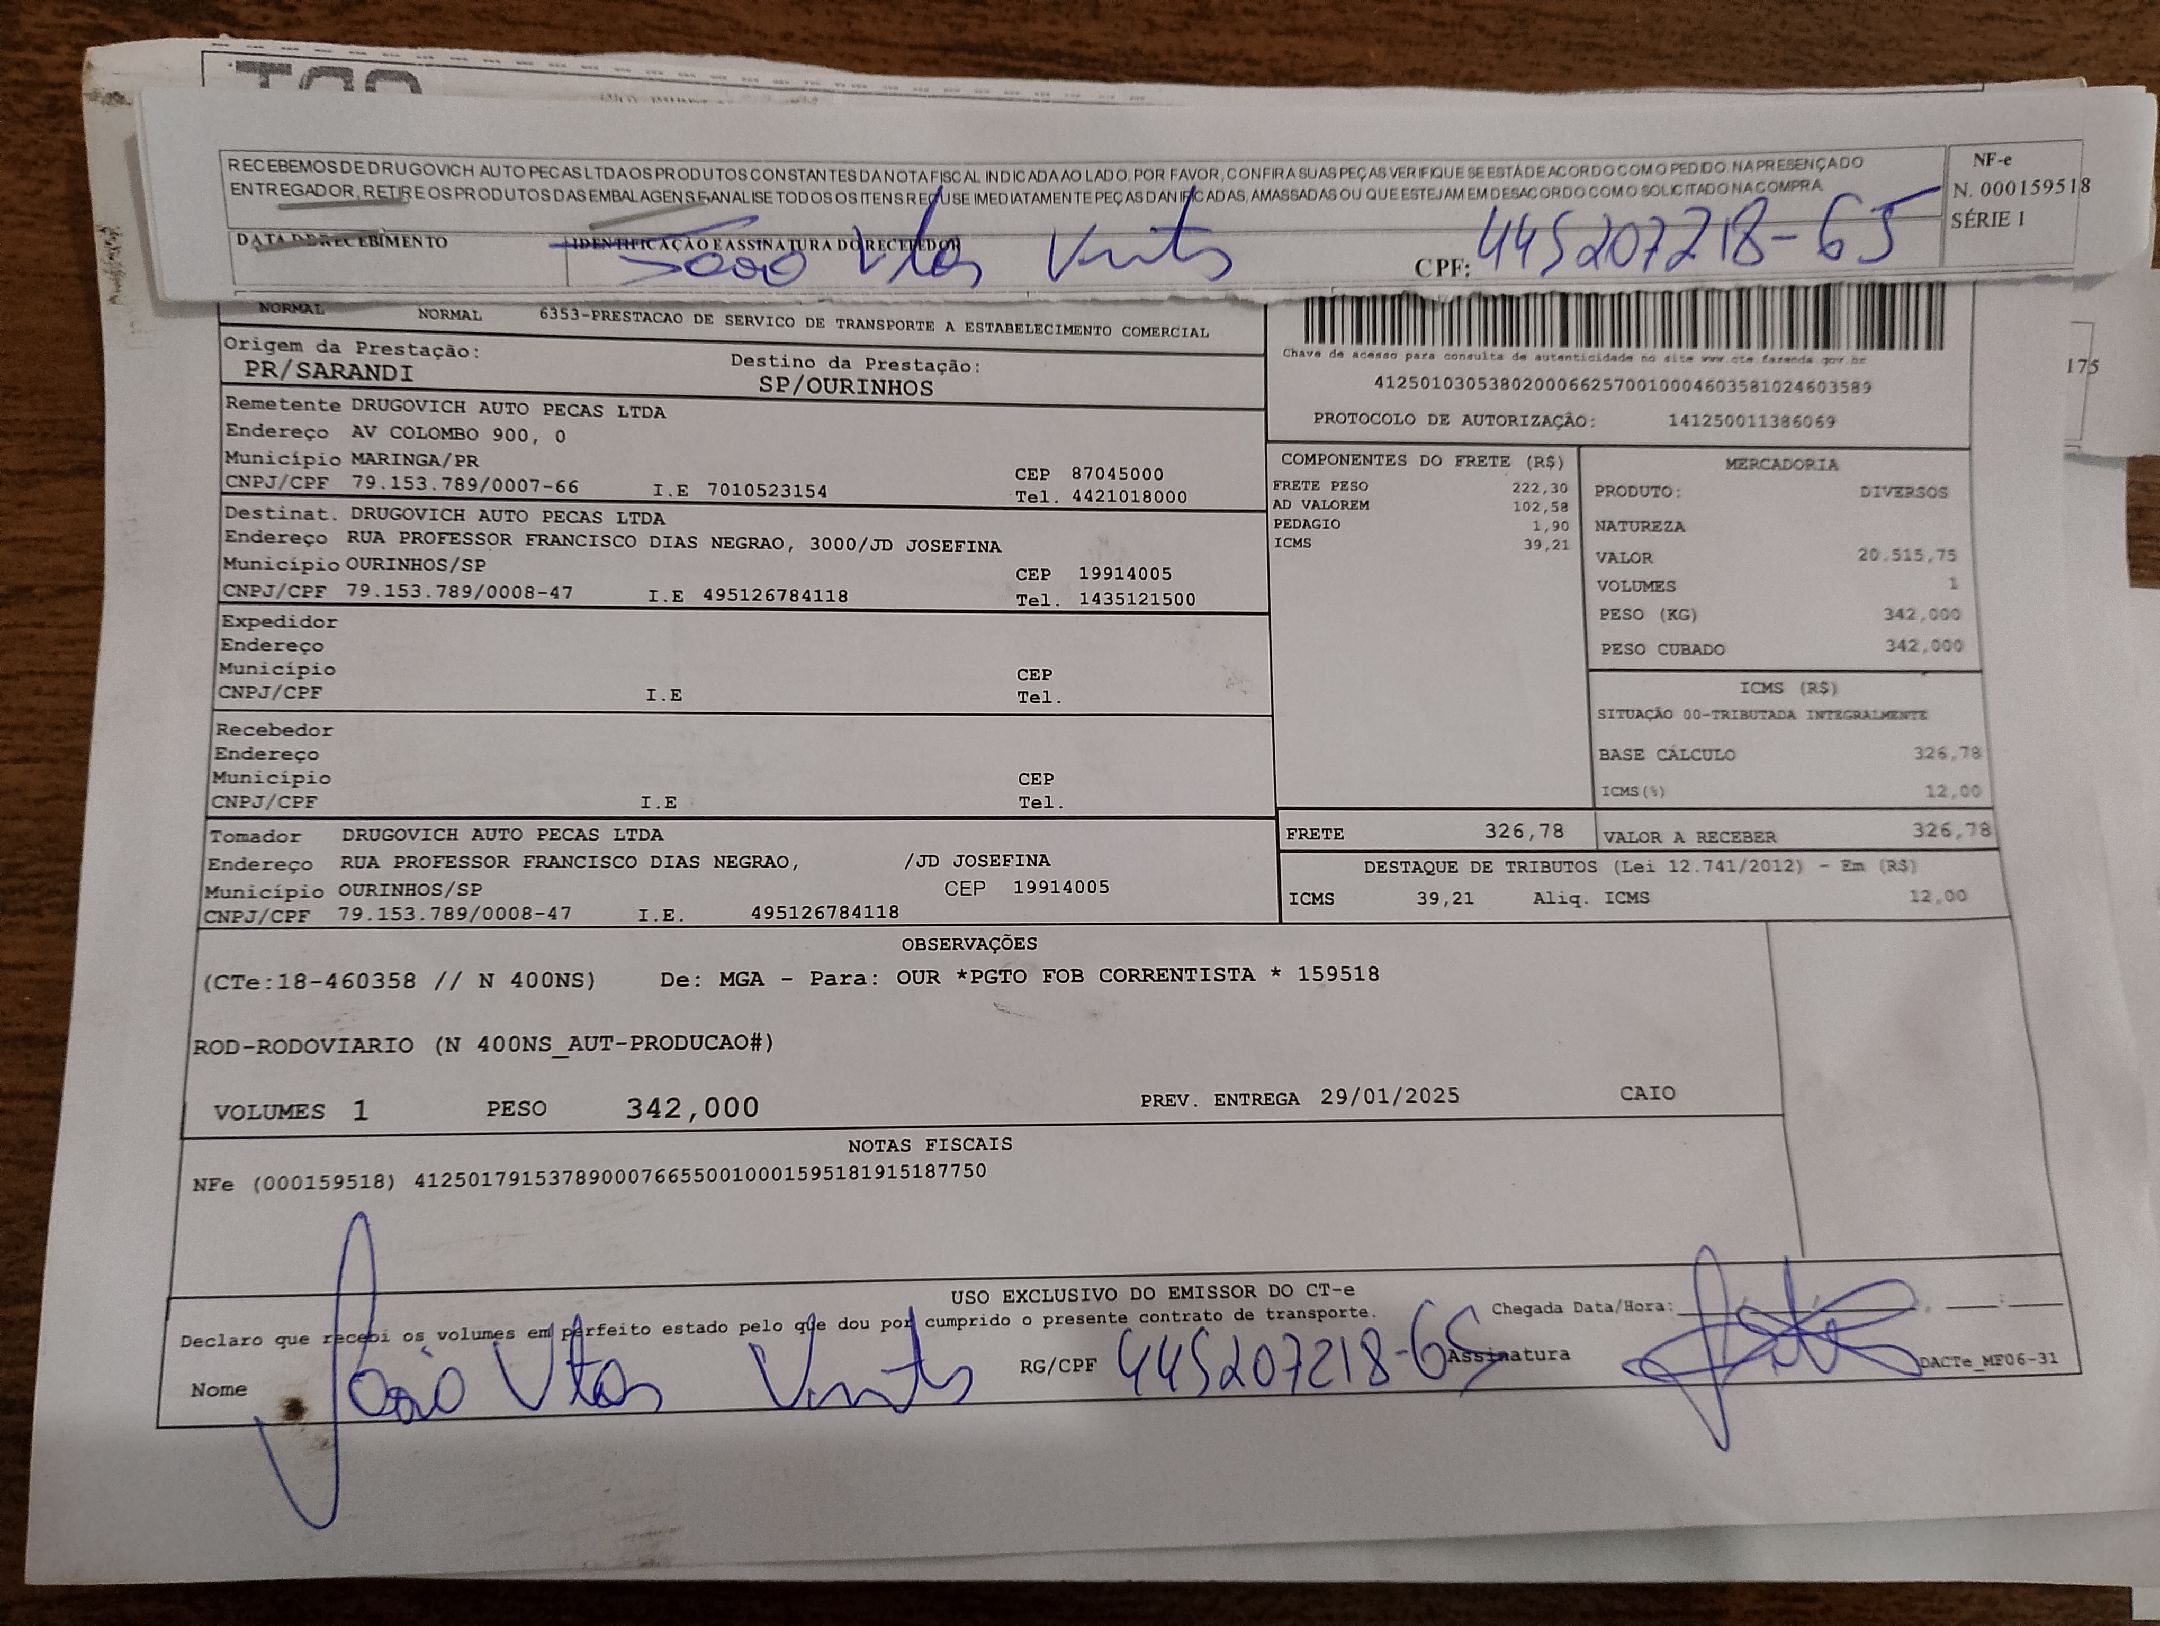 RECEBEMOS DE DRUGOVICH AUTO PECAS LTDA OS PRODUTOS CONSTANTES DA NOTA FISCAL INDICADA AO LADO. POR FAVOR, CONFIRA SUAS PEÇAS VERIFIQUE SE ESTÁ DE ACORDO COM O PEDIDO. NA PRESENÇA DO
ENTREGADOR, RETIRE OS PRODUTOS DAS EMBALAGENS E ANALISE TODOS OS ITENS RECUSE IMEDIATAMENTE PEÇAS DANIFICADAS, AMASSADAS OU QUE ESTEJAM EM DESACORDO COM O SOLICITADO NA COMPRA
NF-e
N. 000159518
SÉRIE 1
DATA DE RECEBIMENTO IDENTIFICAÇÃO E ASSINATURA DO RECEBEDOR
João CPF: 445207218-65
NORMAL NORMAL 6353-PRESTACAO DE SERVICO DE TRANSPORTE A ESTABELECIMENTO COMERCIAL
Origem da Prestação: Destino da Prestação:
PR/SARANDI SP/OURINHOS
Chave de acesso para consulta de autenticidade no site www.cte.fazenda.gov.br
41250103053802000662570010004603581024603589
PROTOCOLO DE AUTORIZAÇÃO: 141250011386069
175
Remetente DRUGOVICH AUTO PECAS LTDA
Endereço AV COLOMBO 900, 0
Município MARINGA/PR CEP 87045000
CNPJ/CPF 79.153.789/0007-66 I.E 7010523154 Tel. 4421018000
Destinat. DRUGOVICH AUTO PECAS LTDA
Endereço RUA PROFESSOR FRANCISCO DIAS NEGRAO, 3000/JD JOSEFINA
Município OURINHOS/SP CEP 19914005
CNPJ/CPF 79.153.789/0008-47 I.E 495126784118 Tel. 1435121500
Expedidor
Endereço
Município CEP
CNPJ/CPF I.E Tel.
Recebedor
Endereço
Município CEP
CNPJ/CPF I.E Tel.
Tomador DRUGOVICH AUTO PECAS LTDA
Endereço RUA PROFESSOR FRANCISCO DIAS NEGRAO, /JD JOSEFINA
Município OURINHOS/SP CEP 19914005
CNPJ/CPF 79.153.789/0008-47 I.E. 495126784118
COMPONENTES DO FRETE (R$)
FRETE PESO 222,30
AD VALOREM 102,58
PEDAGIO 1,90
ICMS 39,21
MERCADORIA
PRODUTO: DIVERSOS
NATUREZA
VALOR 20.515,75
VOLUMES 1
PESO (KG) 342,000
PESO CUBADO 342,000
ICMS (R$)
SITUAÇÃO 00-TRIBUTADA INTEGRALMENTE
BASE CÁLCULO 326,78
ICMS(%) 12,00
FRETE 326,78 VALOR A RECEBER 326,78
DESTAQUE DE TRIBUTOS (Lei 12.741/2012) - Em (R$)
ICMS 39,21 Aliq. ICMS 12,00
OBSERVAÇÕES
(CTe:18-460358 // N 400NS) De: MGA - Para: OUR *PGTO FOB CORRENTISTA * 159518
ROD-RODOVIARIO (N 400NS_AUT-PRODUCAO#)
VOLUMES 1 PESO 342,000 PREV. ENTREGA 29/01/2025 CAIO
NOTAS FISCAIS
NFe (000159518) 41250179153789000766550010001595181915187750
USO EXCLUSIVO DO EMISSOR DO CT-e
Declaro que recebi os volumes em perfeito estado pelo que dou por cumprido o presente contrato de transporte. Chegada Data/Hora:
Nome João RG/CPF 445207218-65 Assinatura
DACTe_MF06-31